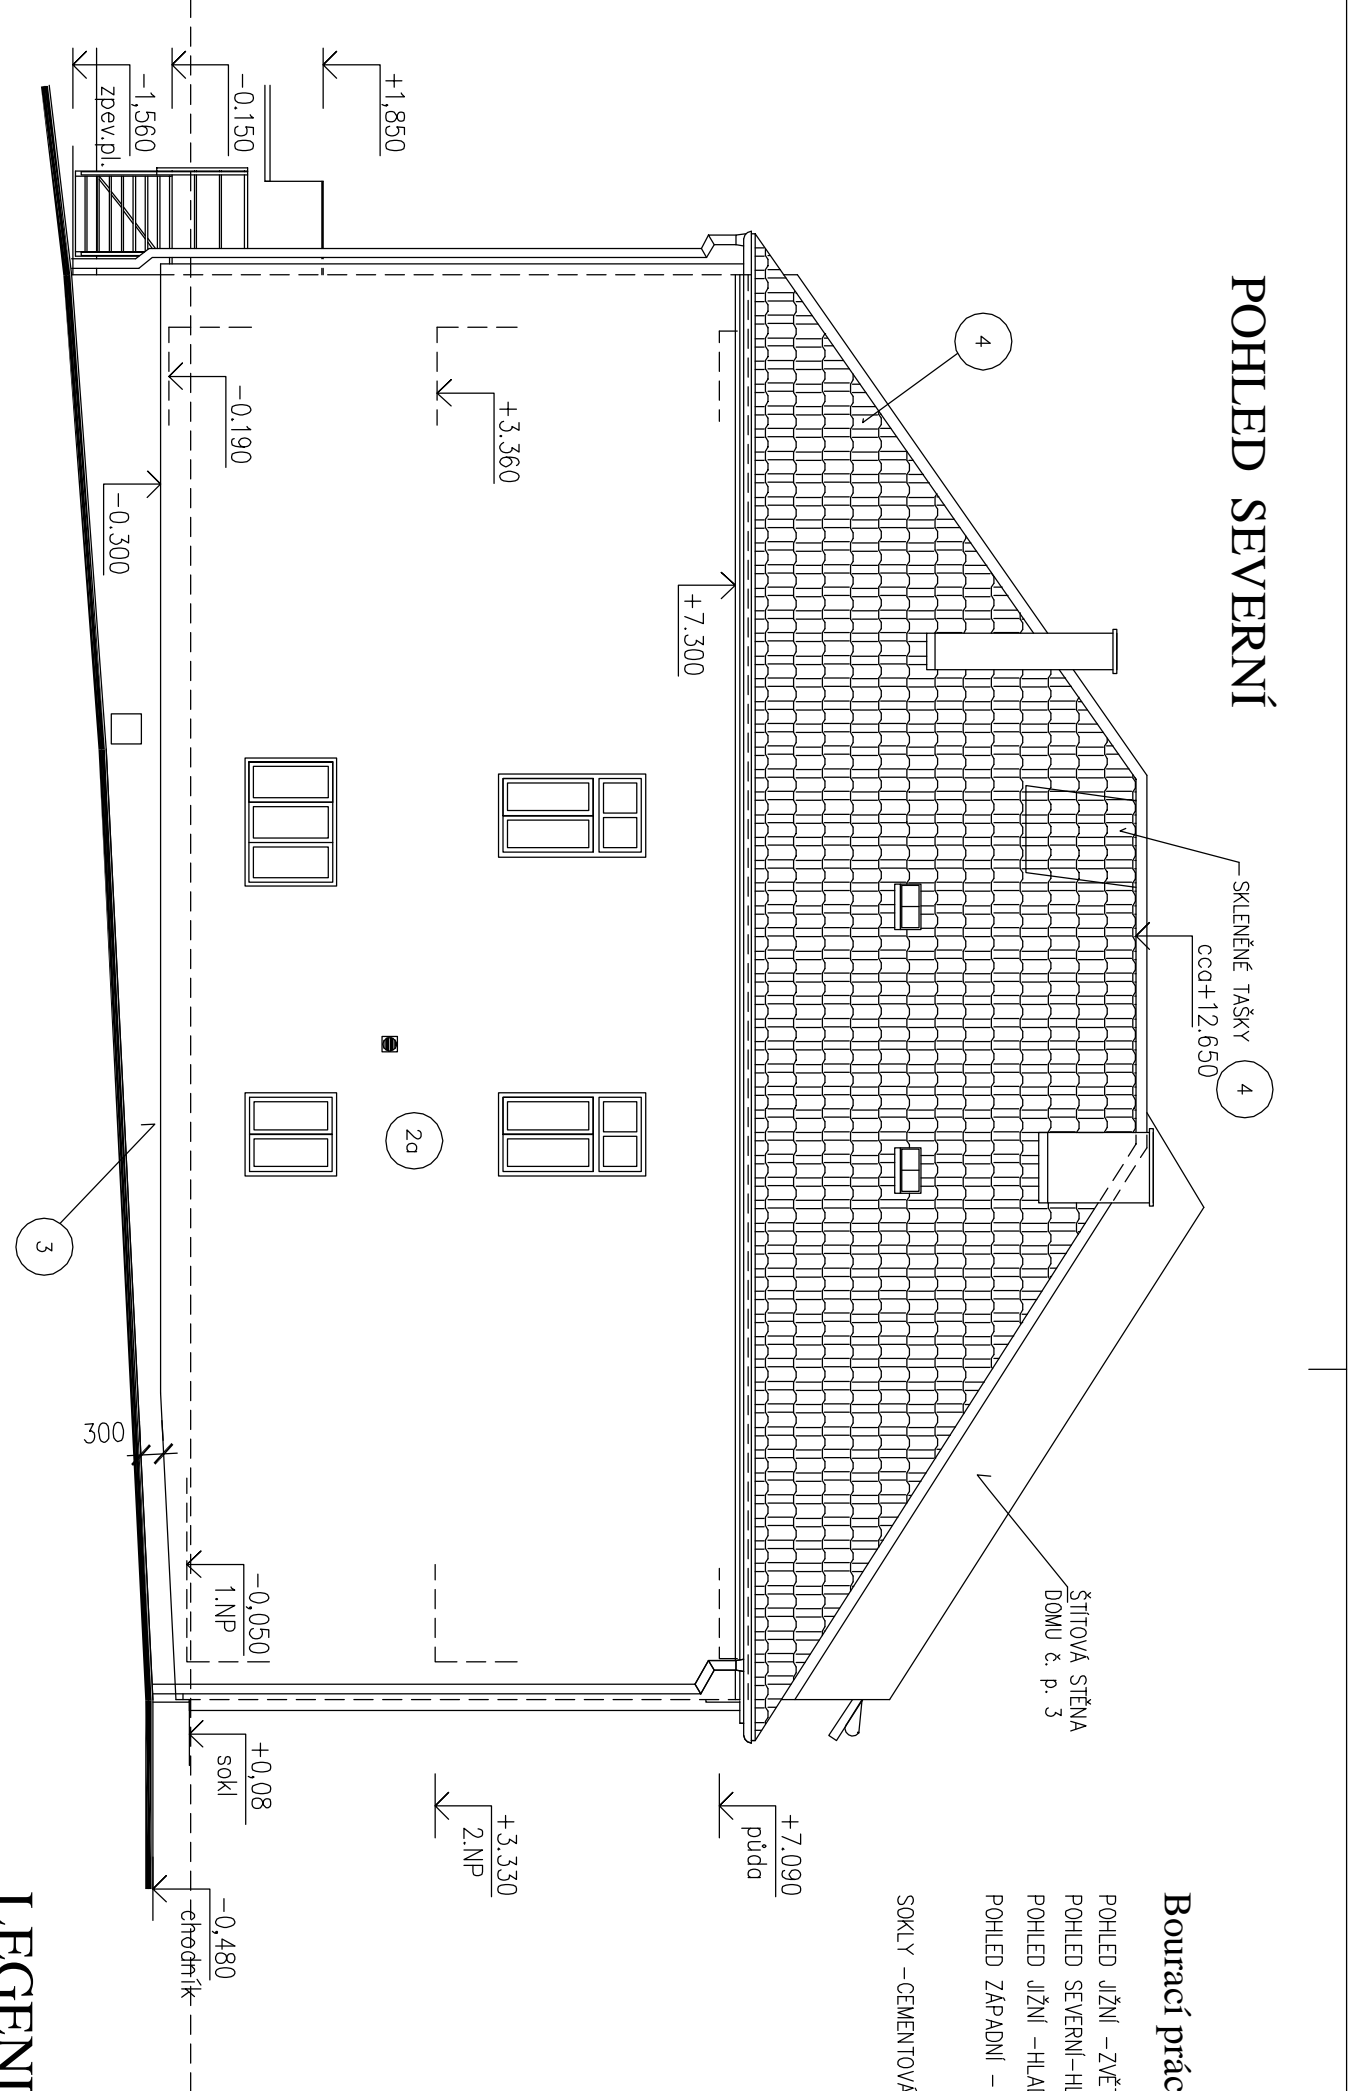 POHLED SEVERNÍ
4
SKLENĚNÉ TAŠKY
4
cca+12.650
ŠTÍTOVÁ STĚNA
DOMU č. p. 3
+7.300
+1,850
-0.150
-1,560
zpev.pl.
+3.360
-0.190
-0.300
2a
3
300
-0,050
1.NP
+0,08
sokl
+3.330
2.NP
+7.090
půda
-0,480
chodník
Bourací prác
POHLED JIŽNÍ -ZVĚT
POHLED SEVERNÍ-HL
POHLED JIŽNÍ -HLA
POHLED ZÁPADNÍ -
SOKLY -CEMENTOVÁ
LEGEN